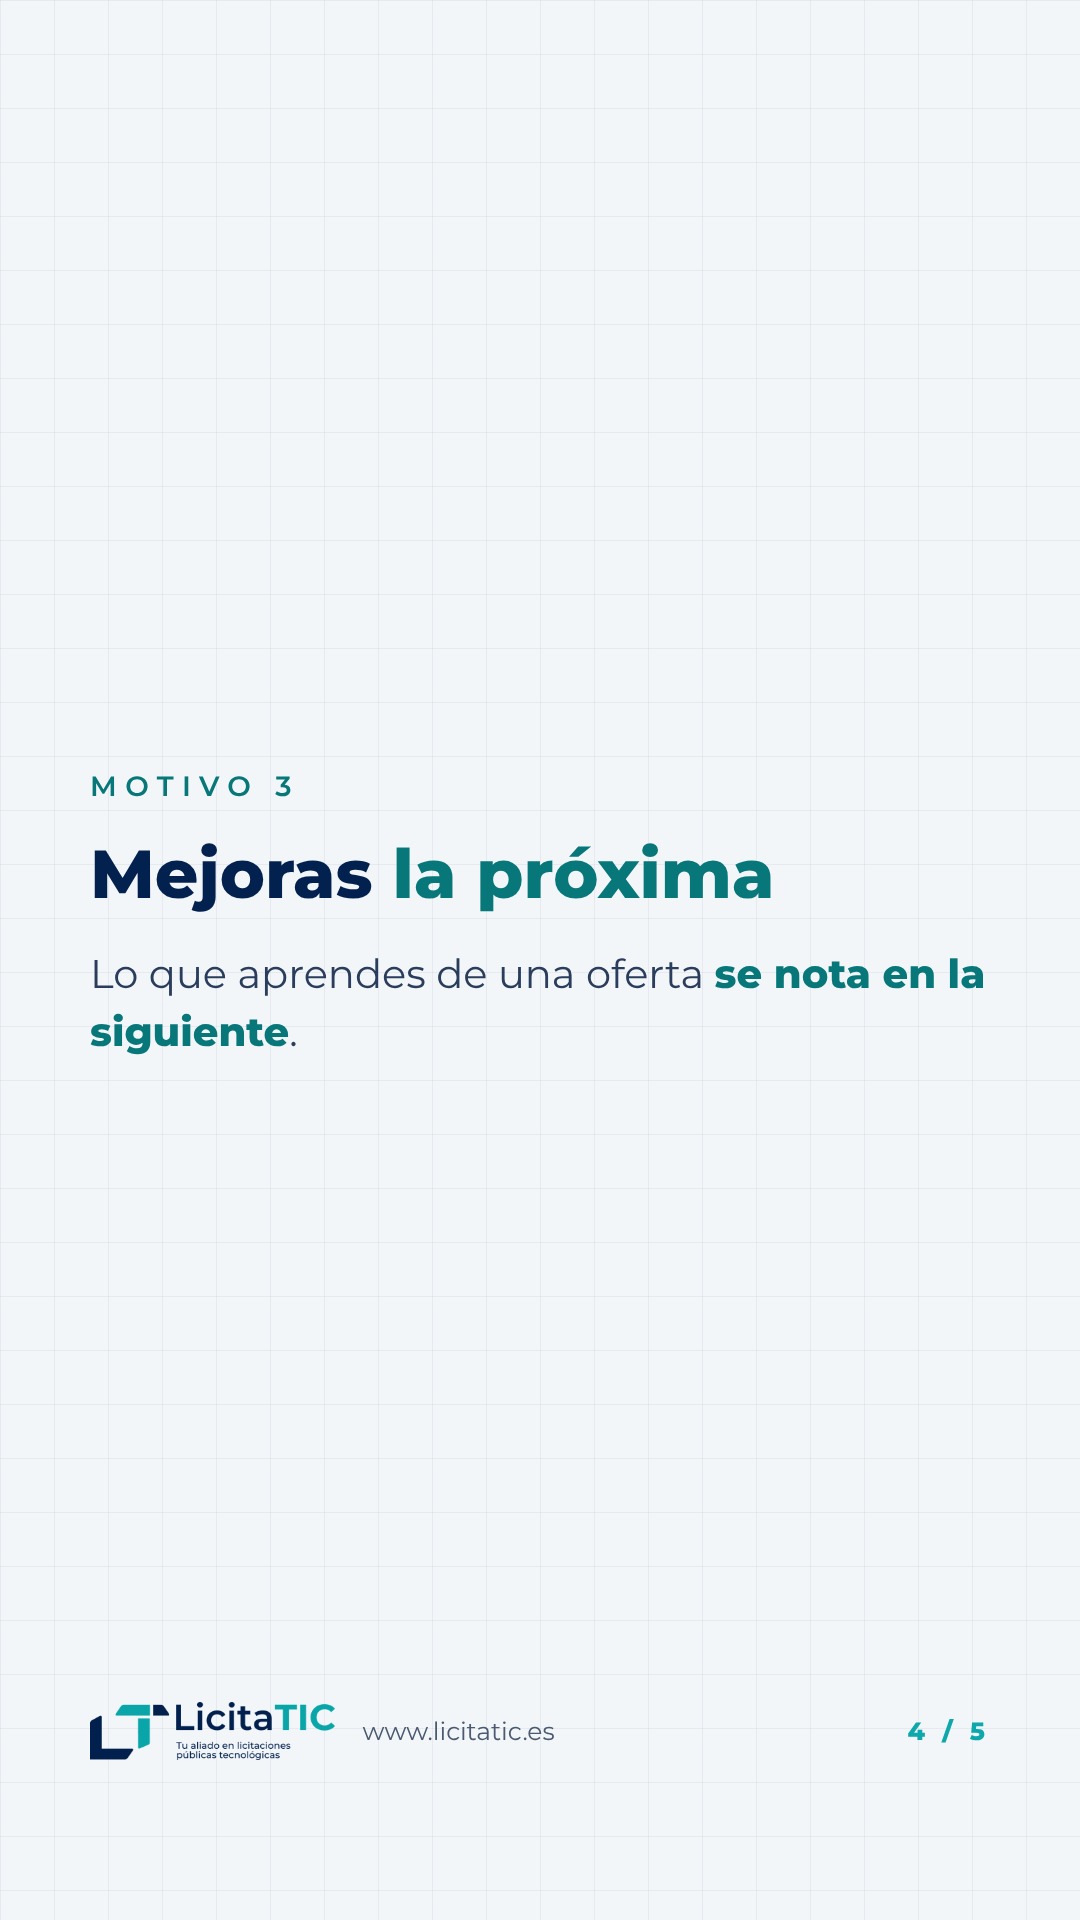 MOTIVO 3
Mejoras la próxima
Lo que aprendes de una oferta se nota en la
siguiente.
LicitaTIC
Tu aliado en licitaciones
públicas tecnológicas
www.licitatic.es
4 / 5